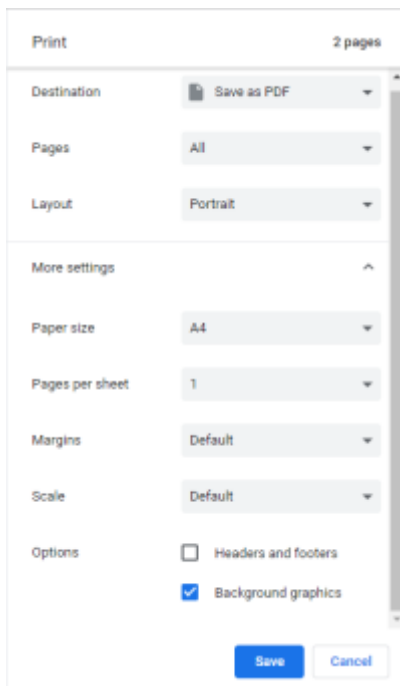 Print 2 pages
Destination Save as PDF
Pages All
Layout Portrait
More settings
Paper size A4
Pages per sheet 1
Margins Default
Scale Default
Options Headers and footers
Background graphics
Save Cancel